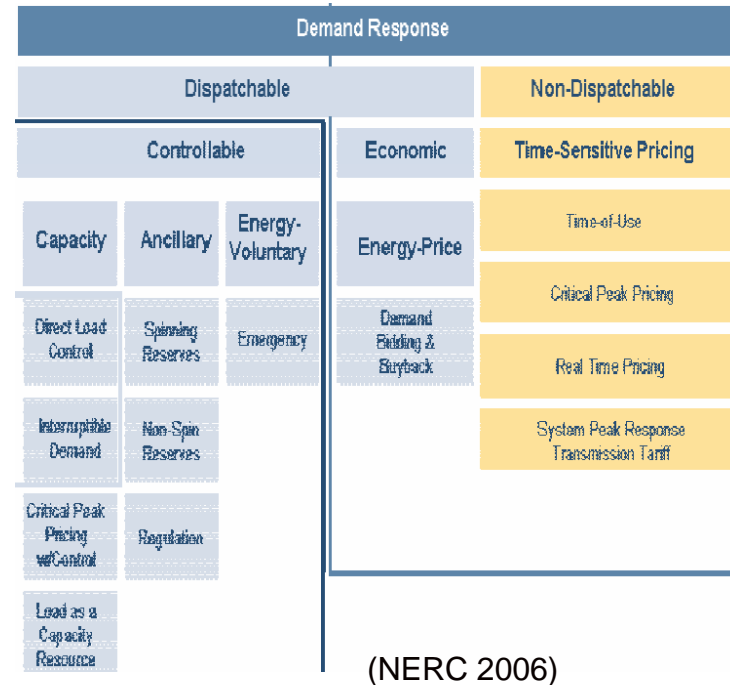 Demand Response
Dispatchable
Non-Dispatchable
Controllable
Economic
Time-Sensitive Pricing
Capacity
Ancillary
Energy-
Voluntary
Energy-Price
Time-of-Use
Critical Peak Pricing
Real Time Pricing
System Peak Response
Transmission Tariff
Direct Load
Control
Spinning
Reserves
Emergency
Demand
Bidding &
Buyback
Interruptible
Demand
Non-Spin
Reserves
Critical Peak
Pricing
w/Control
Regulation
Load as a
Capacity
Resource
(NERC 2006)